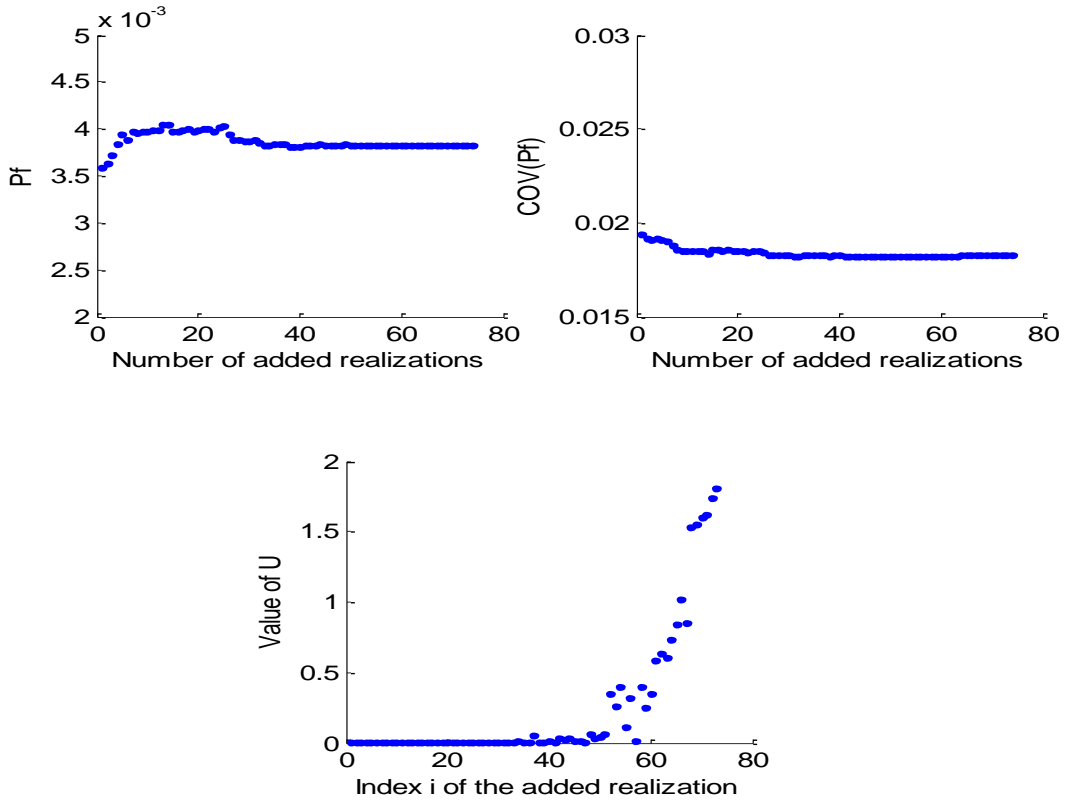 x 10-3
5
4.5
4
3.5
3
2.5
2
Pf
0 20 40 60 80
Number of added realizations
0.03
0.025
0.02
0.015
COV(Pf)
0 20 40 60 80
Number of added realizations
2
1.5
1
0.5
0
Value of U
0 20 40 60 80
Index i of the added realization